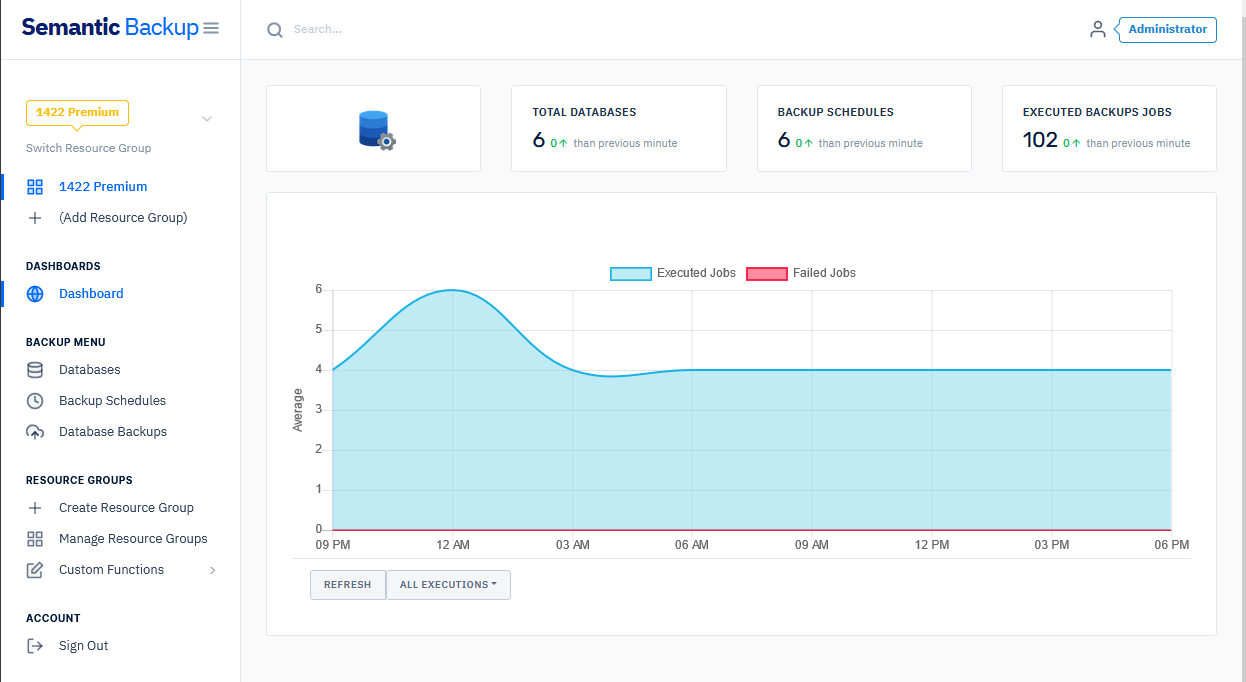 Semantic Backup
Search...
Administrator
1422 Premium
Switch Resource Group
1422 Premium
(Add Resource Group)
DASHBOARDS
Dashboard
BACKUP MENU
Databases
Backup Schedules
Database Backups
RESOURCE GROUPS
Create Resource Group
Manage Resource Groups
Custom Functions
ACCOUNT
Sign Out
TOTAL DATABASES
6 0 than previous minute
BACKUP SCHEDULES
6 0 than previous minute
EXECUTED BACKUPS JOBS
102 0 than previous minute
Executed Jobs Failed Jobs
Average
6
5
4
3
2
1
0
09 PM 12 AM 03 AM 06 AM 09 AM 12 PM 03 PM 06 PM
REFRESH ALL EXECUTIONS